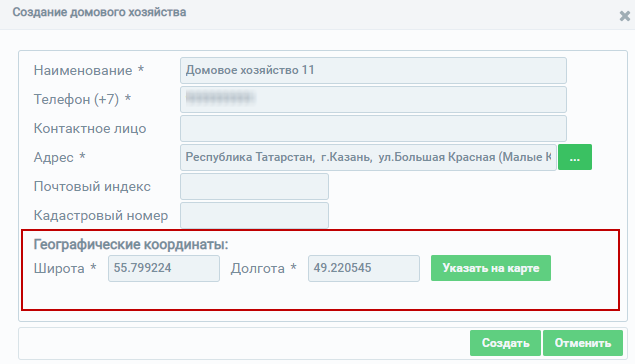 Создание домового хозяйства
Наименование * Домовое хозяйство 11
Телефон (+7) *
Контактное лицо
Адрес * Республика Татарстан, г.Казань, ул.Большая Красная (Малые К ...
Почтовый индекс
Кадастровый номер
Географические координаты:
Широта * 55.799224 Долгота * 49.220545 Указать на карте
Создать Отменить